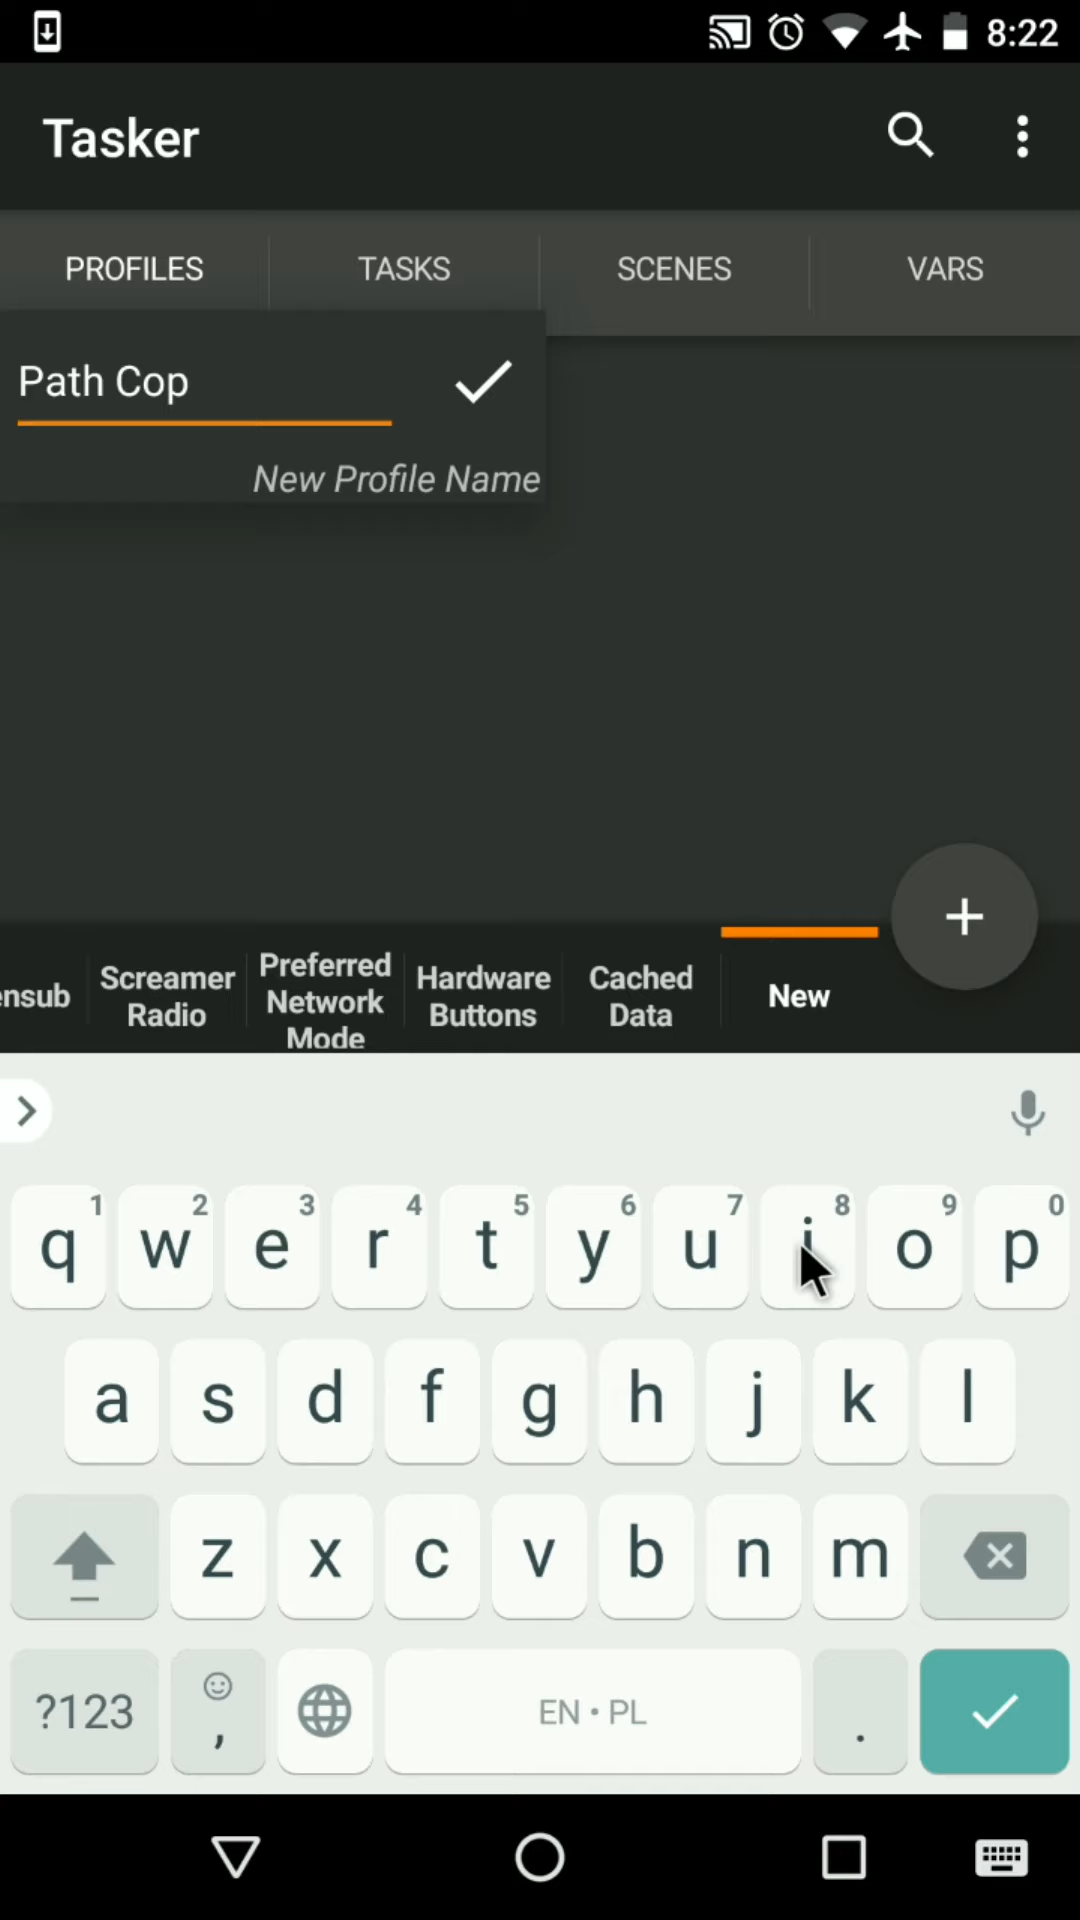 8:22
Tasker
PROFILES TASKS SCENES VARS
Path Cop
New Profile Name
ensub
Screamer
Radio
Preferred
Network
Mode
Hardware
Buttons
Cached
Data
New
1 2 3 4 5 6 7 8 9 0
q w e r t y u i o p
a s d f g h j k l
z x c v b n m
?123 , EN • PL .